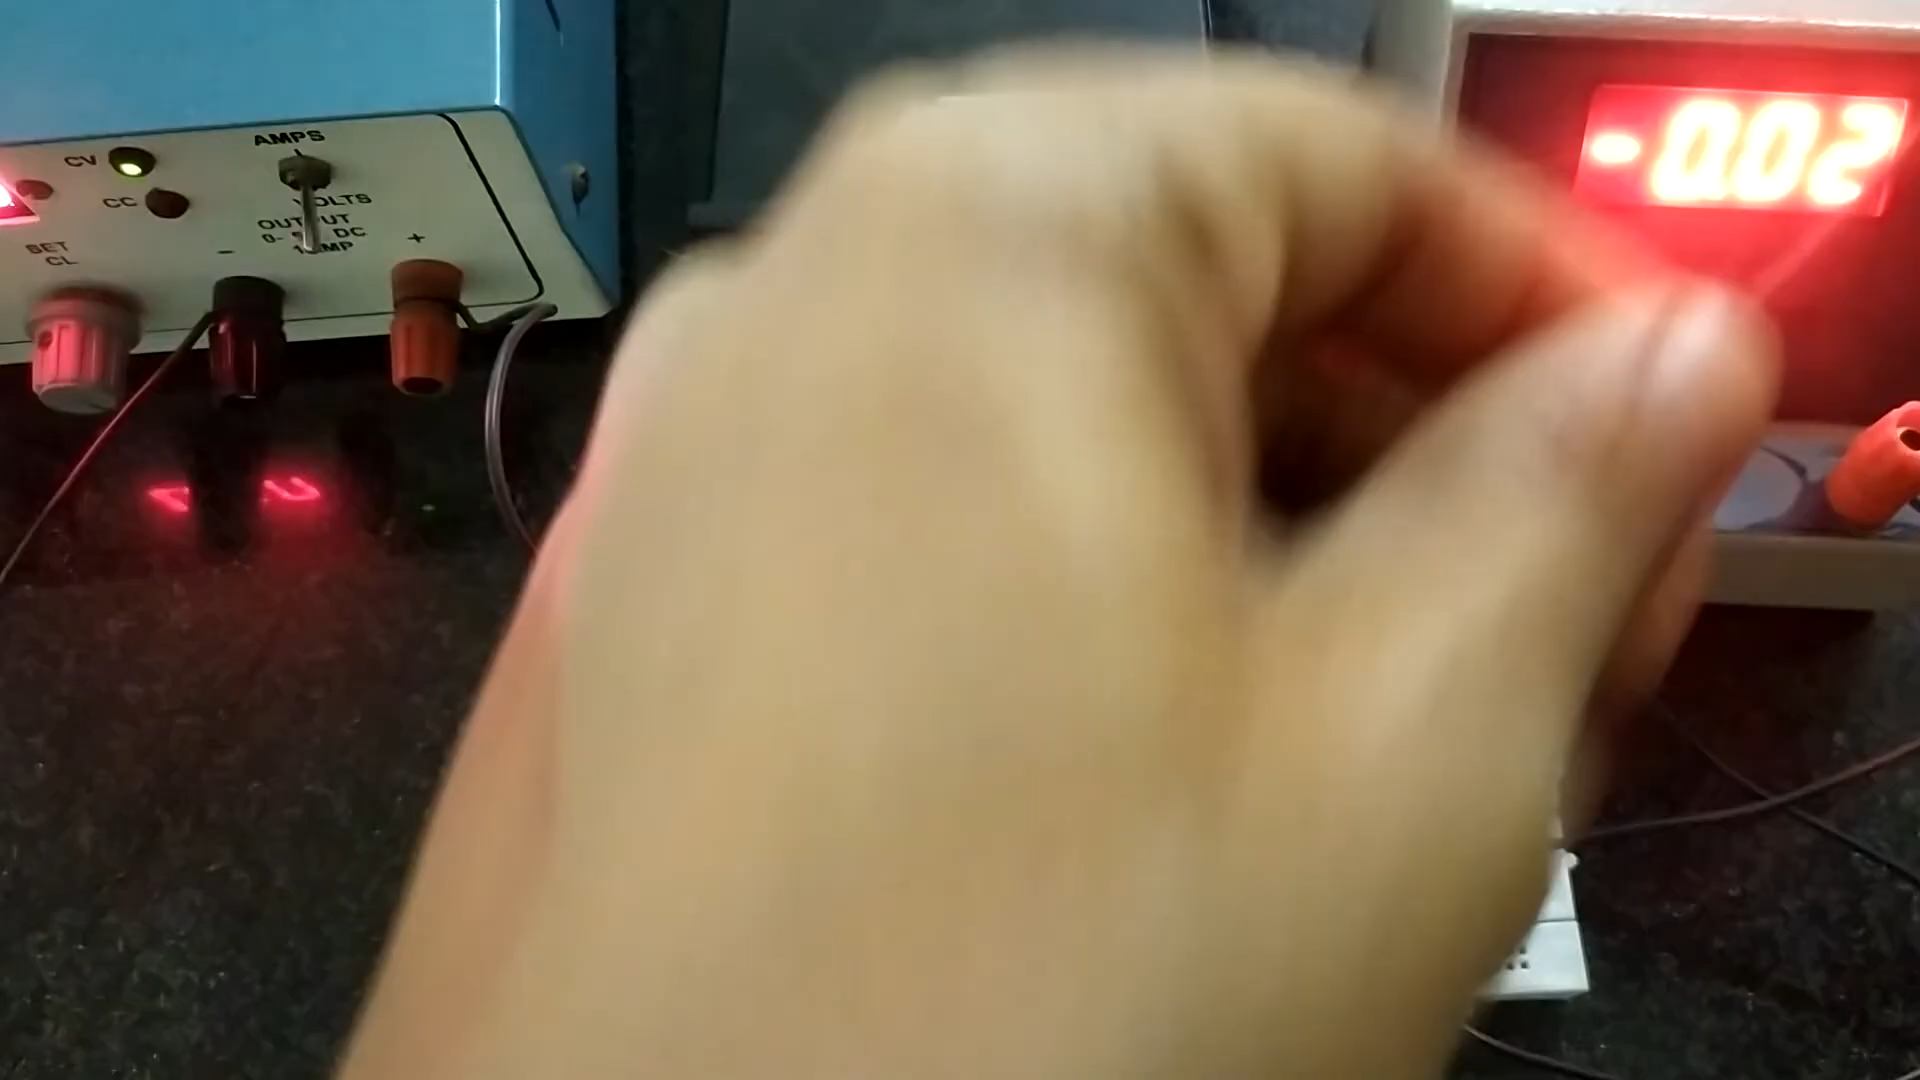 AMPS
CV
CC
VOLTS
OUTPUT
DC
SET
CL
- +
-0.02